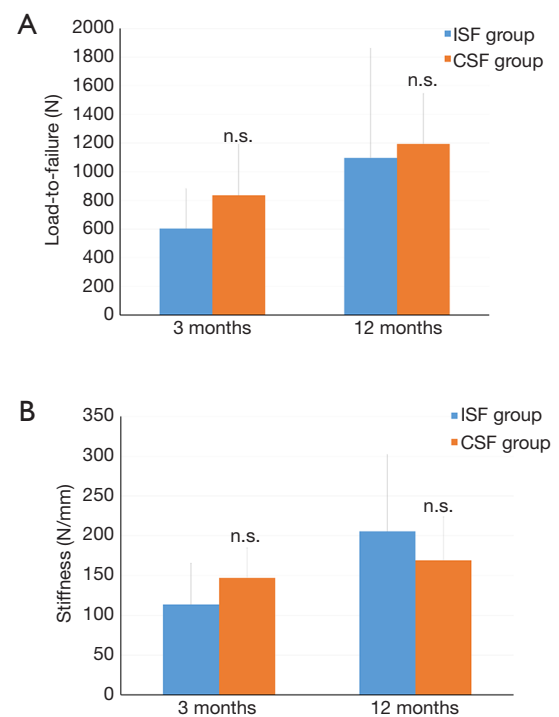 A
Load-to-failure (N)
2000
1800
1600
1400
1200
1000
800
600
400
200
0
ISF group
CSF group
n.s.
n.s.
3 months
12 months
B
Stiffness (N/mm)
350
300
250
200
150
100
50
0
ISF group
CSF group
n.s.
n.s.
3 months
12 months